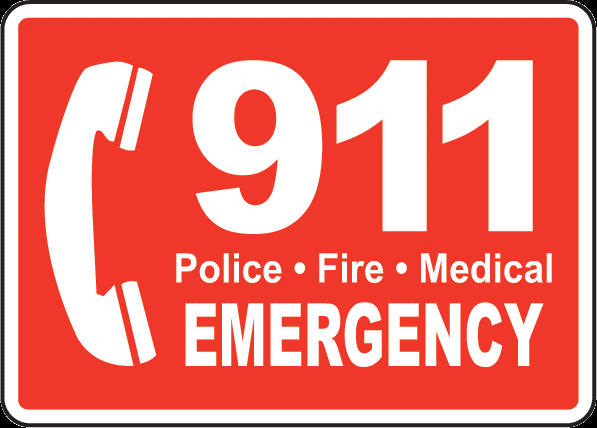 911
Police • Fire • Medical
EMERGENCY